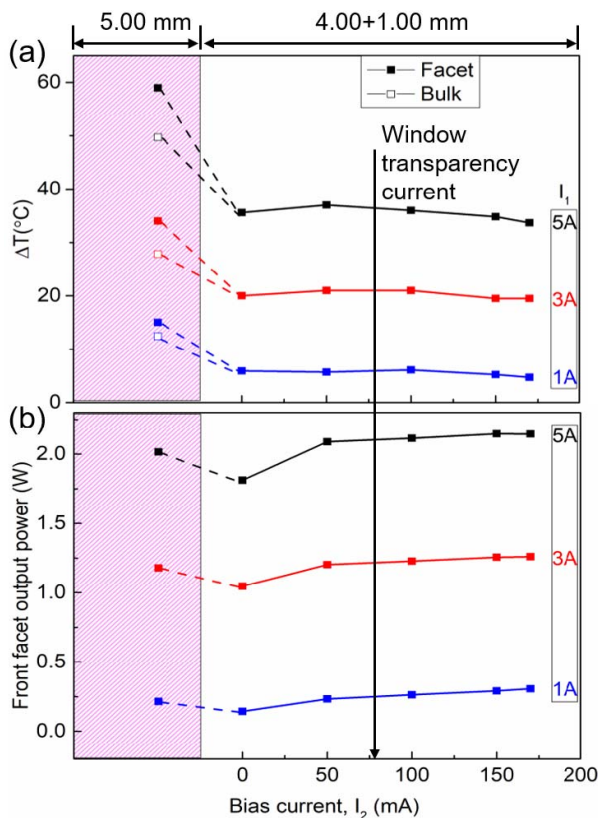 5.00 mm
4.00+1.00 mm
(a)
Facet
Bulk
Window
transparency
current
I₁
5A
3A
1A
60
40
20
0
ΔT(°C)
(b)
5A
3A
1A
2.0
1.5
1.0
0.5
0.0
Front facet output power (W)
0
50
100
150
200
Bias current, I₂ (mA)